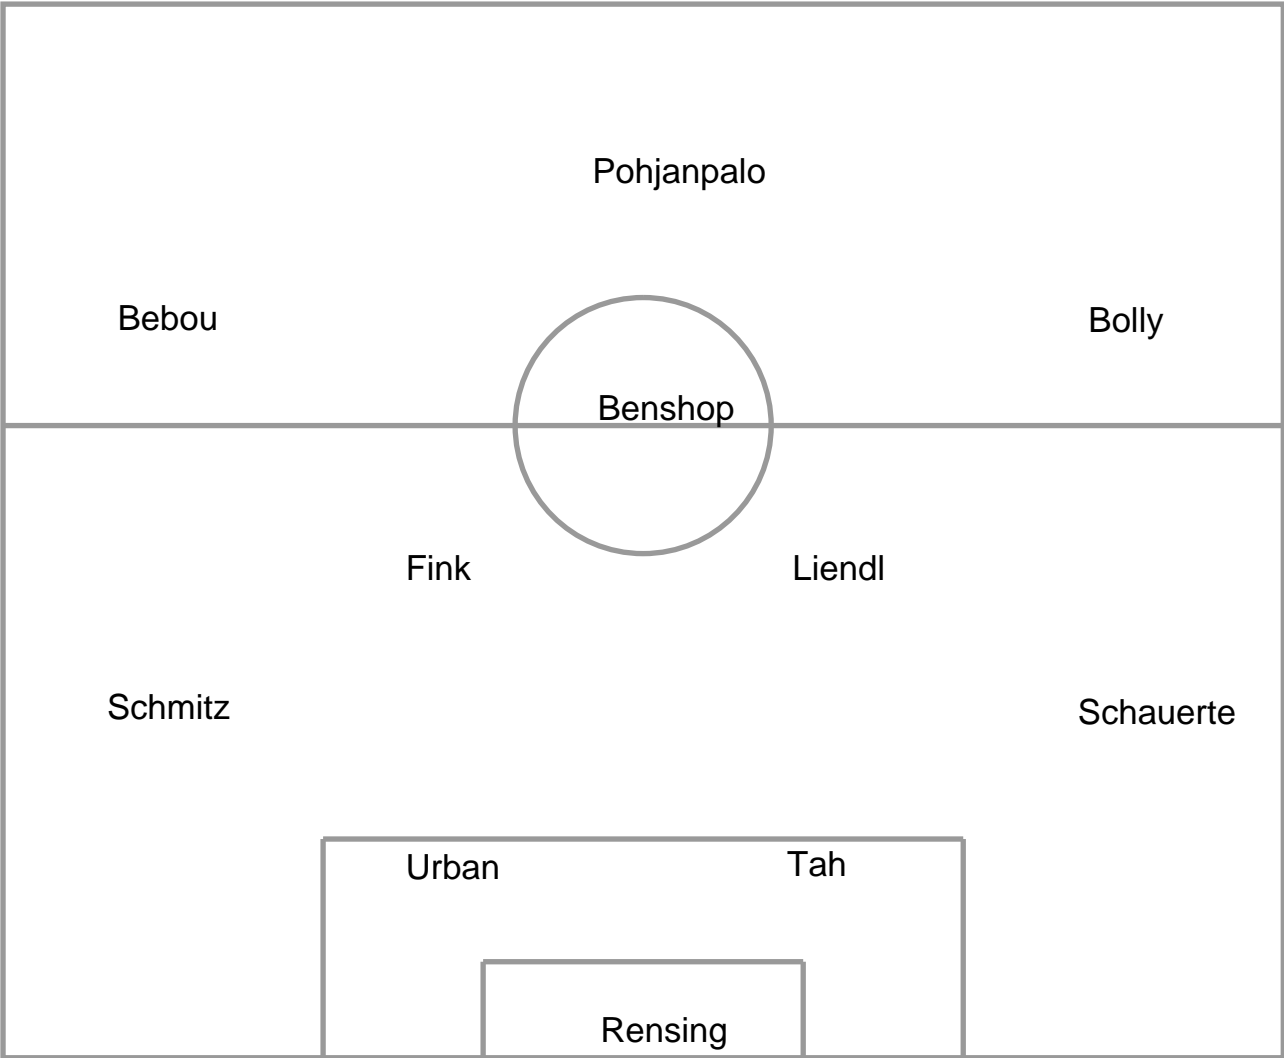 Pohjanpalo
Bebou
Bolly
Benshop
Fink
Liendl
Schmitz
Schauerte
Urban
Tah
Rensing